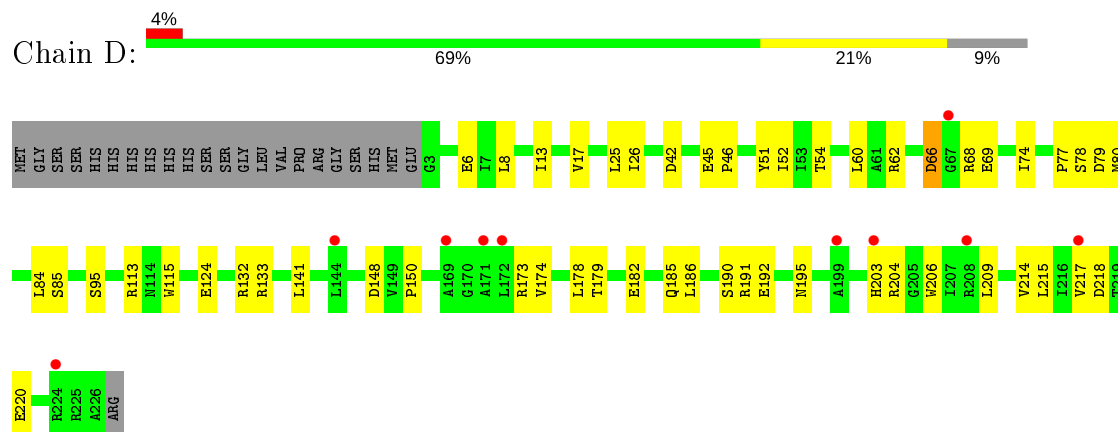 4%
Chain D:
69% 21% 9%
MET GLY SER SER HIS HIS HIS HIS HIS HIS SER SER GLY LEU VAL PRO ARG GLY SER HIS MET GLU G3 E6 I7 L8 I13 V17 L25 I26 D42 E45 P46 Y51 I52 I53 T54 L60 A61 R62 D66 G67 R68 E69 I74 P77 S78 D79 M80
L84 S85 S95 R113 N114 W115 E124 R132 R133 L141 L144 D148 V149 P150 A169 G170 A171 L172 R173 V174 L178 T179 E182 Q185 L186 S190 R191 E192 N195 A199 H203 R204 G205 W206 I207 R208 L209 V214 L215 I216 V217 D218 T219
E220 R224 R225 A226 ARG